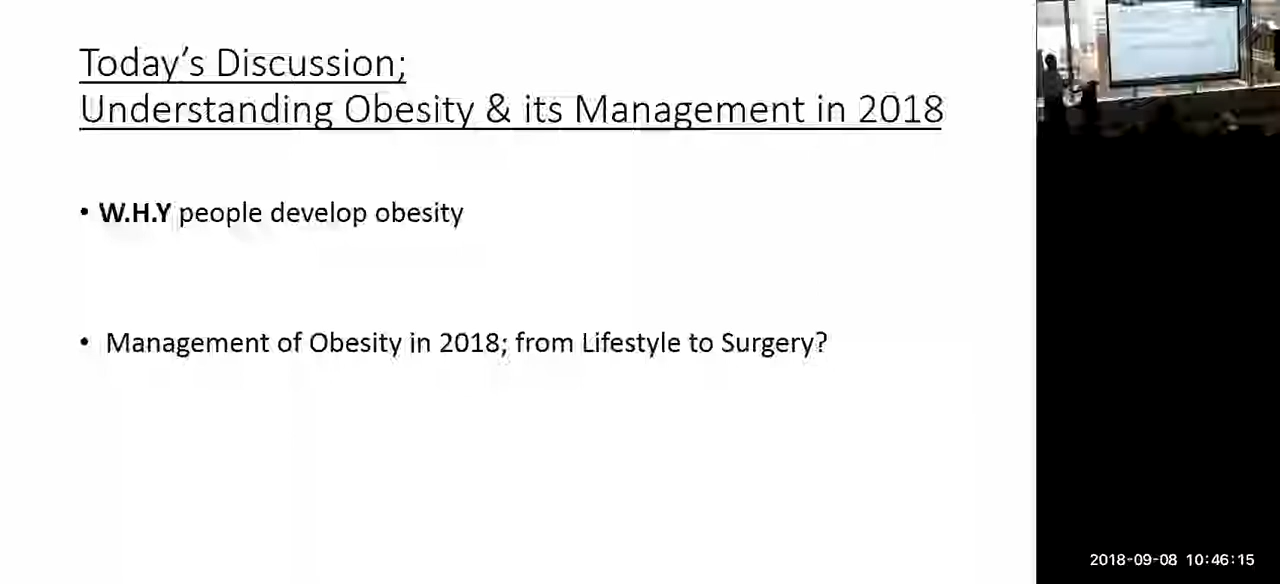 Today's Discussion;
Understanding Obesity & its Management in 2018
• W.H.Y people develop obesity
• Management of Obesity in 2018; from Lifestyle to Surgery?
2018-09-08 10:46:15